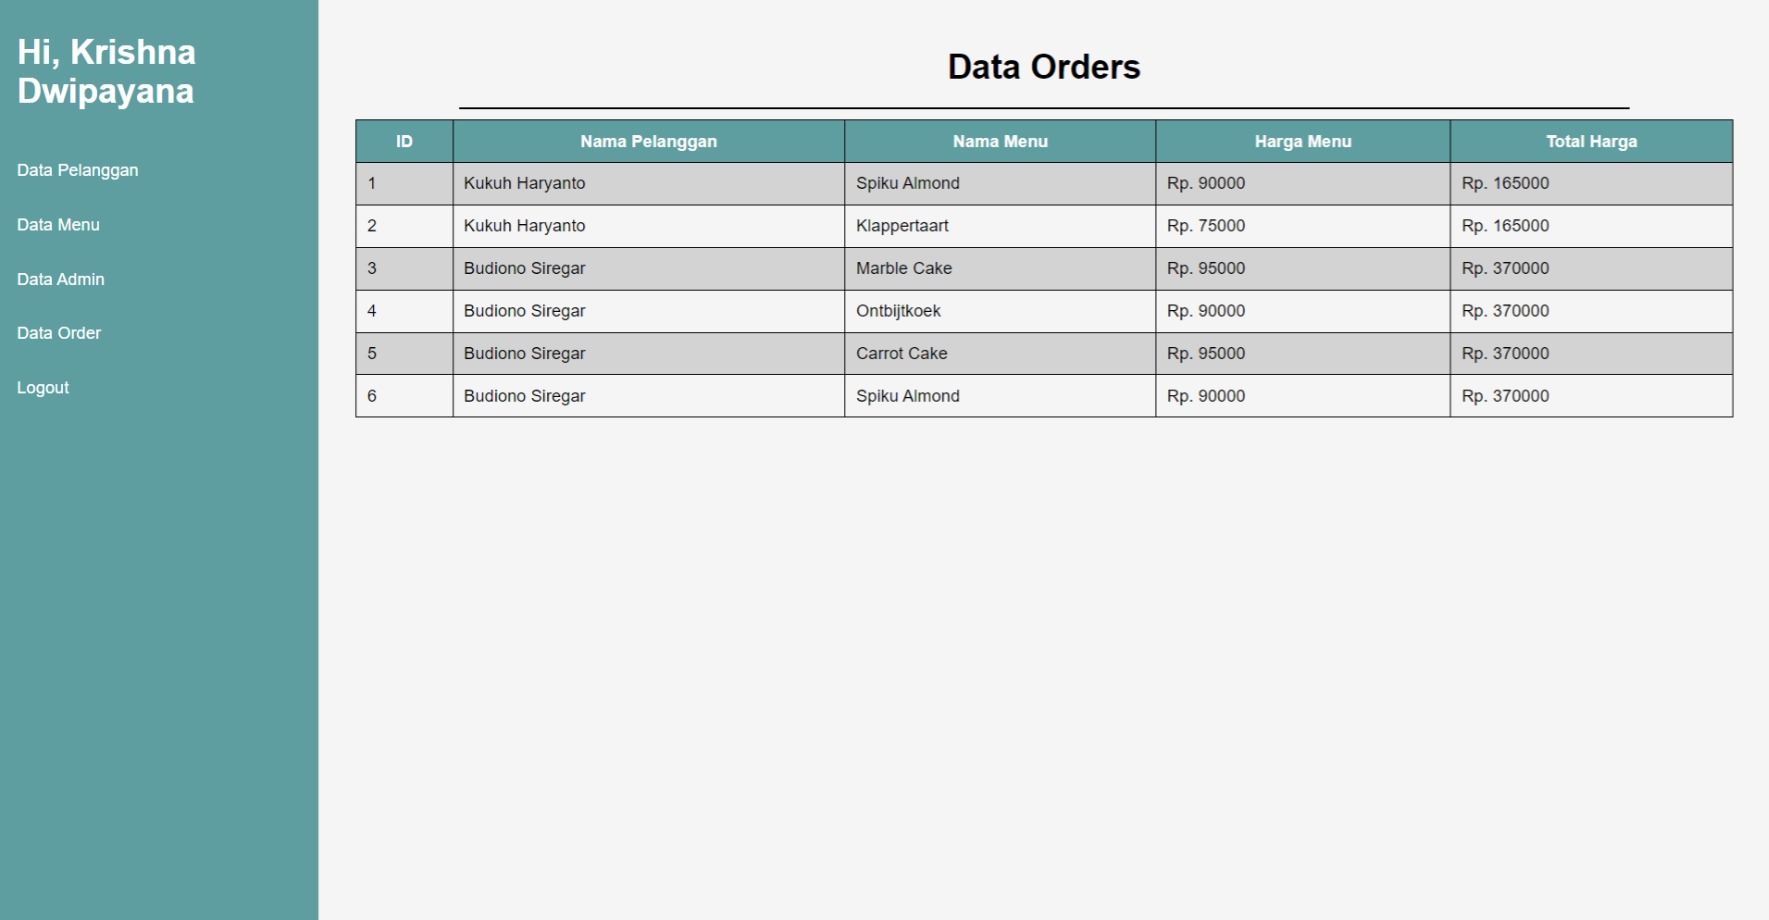 Hi, Krishna
Dwipayana
Data Pelanggan
Data Menu
Data Admin
Data Order
Logout
Data Orders
ID Nama Pelanggan Nama Menu Harga Menu Total Harga
1 Kukuh Haryanto Spiku Almond Rp. 90000 Rp. 165000
2 Kukuh Haryanto Klappertaart Rp. 75000 Rp. 165000
3 Budiono Siregar Marble Cake Rp. 95000 Rp. 370000
4 Budiono Siregar Ontbijtkoek Rp. 90000 Rp. 370000
5 Budiono Siregar Carrot Cake Rp. 95000 Rp. 370000
6 Budiono Siregar Spiku Almond Rp. 90000 Rp. 370000